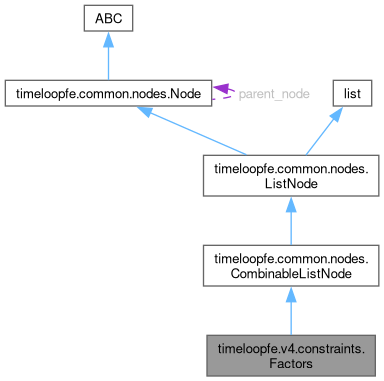 ABC
timeloopfe.common.nodes.Node
parent_node
list
timeloopfe.common.nodes.
ListNode
timeloopfe.common.nodes.
CombinableListNode
timeloopfe.v4.constraints.
Factors